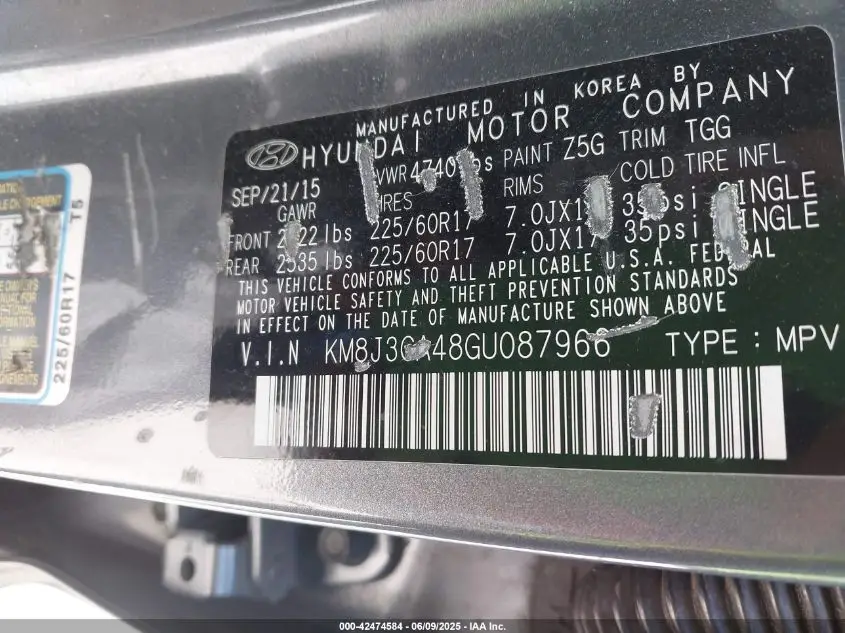 MANUFACTURED IN KOREA BY
HYUNDAI MOTOR COMPANY
SEP/21/15 PAINT Z5G TRIM TGG
GAWR RIMS COLD TIRE INFL
FRONT lbs 225/60R17
REAR 2535 lbs 225/60R17 7.0JX17 35psi
THIS VEHICLE CONFORMS TO ALL APPLICABLE U.S.A. FEDERAL
MOTOR VEHICLE SAFETY AND THEFT PREVENTION STANDARDS
IN EFFECT ON THE DATE OF MANUFACTURE SHOWN ABOVE
V.I.N TYPE : MPV
225/60R17 T5
000-42474584 | 06/09/2025 - IAA Inc.